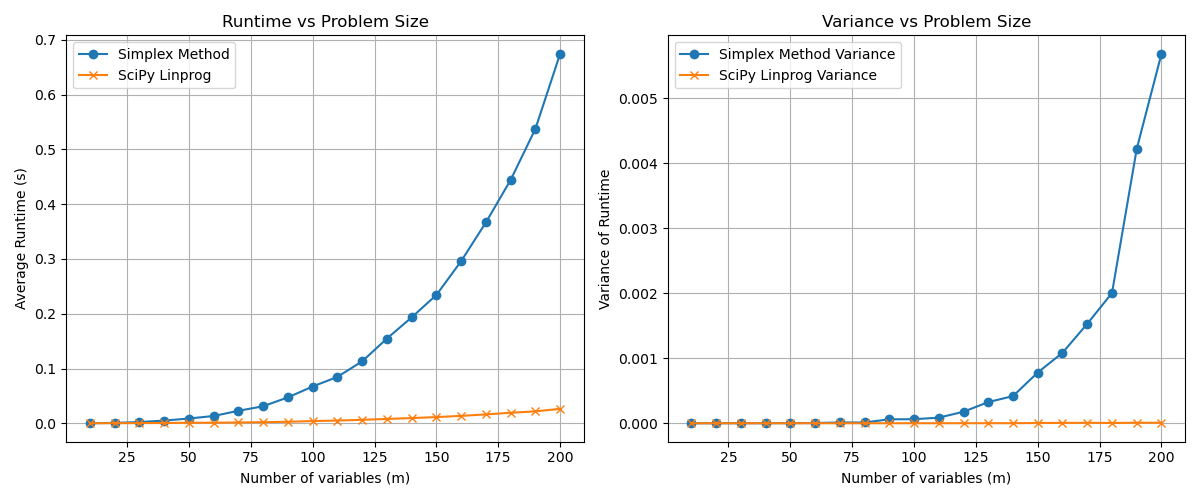 Runtime vs Problem Size
Simplex Method
SciPy Linprog
Average Runtime (s)
0.7
0.6
0.5
0.4
0.3
0.2
0.1
0.0
25 50 75 100 125 150 175 200
Number of variables (m)
Variance vs Problem Size
Simplex Method Variance
SciPy Linprog Variance
Variance of Runtime
0.005
0.004
0.003
0.002
0.001
0.000
25 50 75 100 125 150 175 200
Number of variables (m)